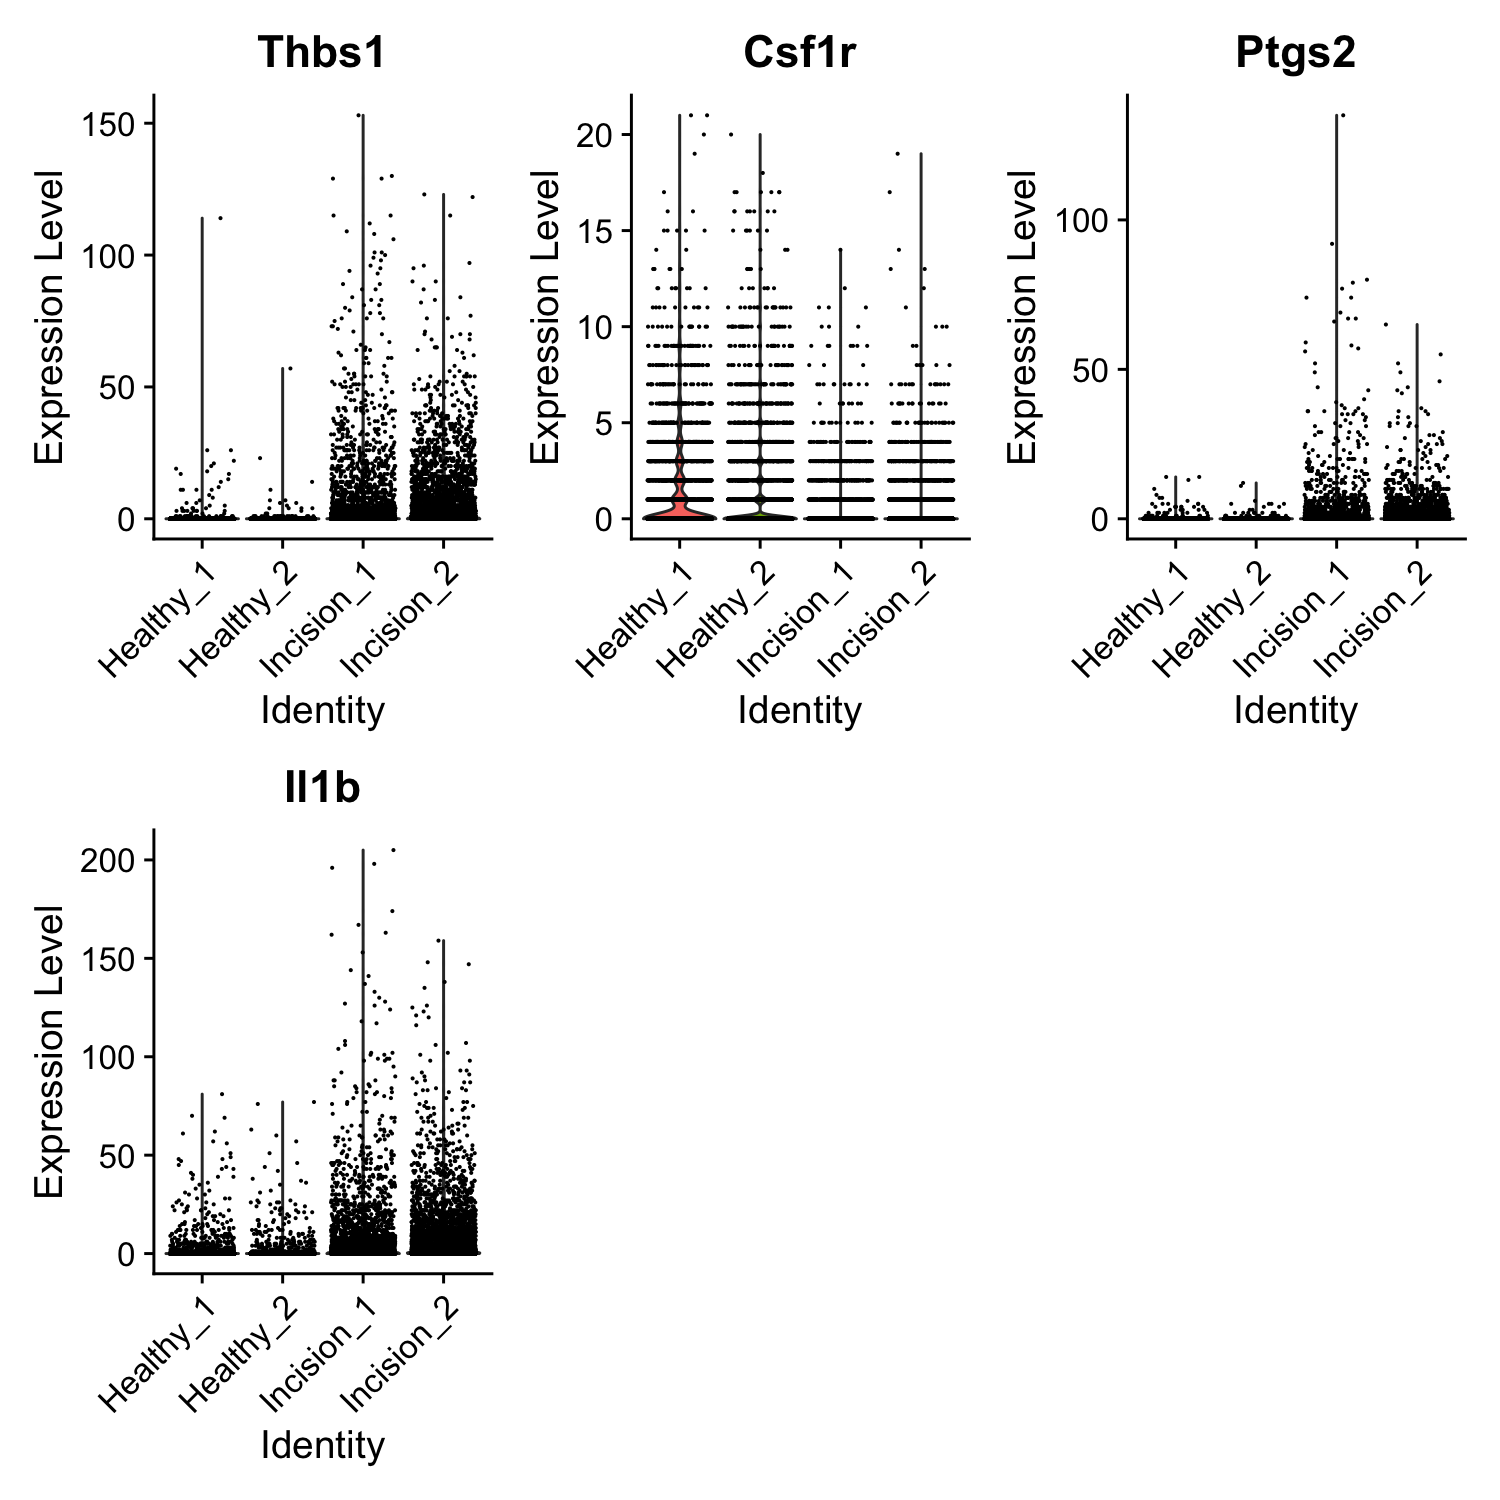 Thbs1
Expression Level
150
100
50
0
Healthy_1
Healthy_2
Incision_1
Incision_2
Identity
Csf1r
Expression Level
20
15
10
5
0
Healthy_1
Healthy_2
Incision_1
Incision_2
Identity
Ptgs2
Expression Level
100
50
0
Healthy_1
Healthy_2
Incision_1
Incision_2
Identity
Il1b
Expression Level
200
150
100
50
0
Healthy_1
Healthy_2
Incision_1
Incision_2
Identity